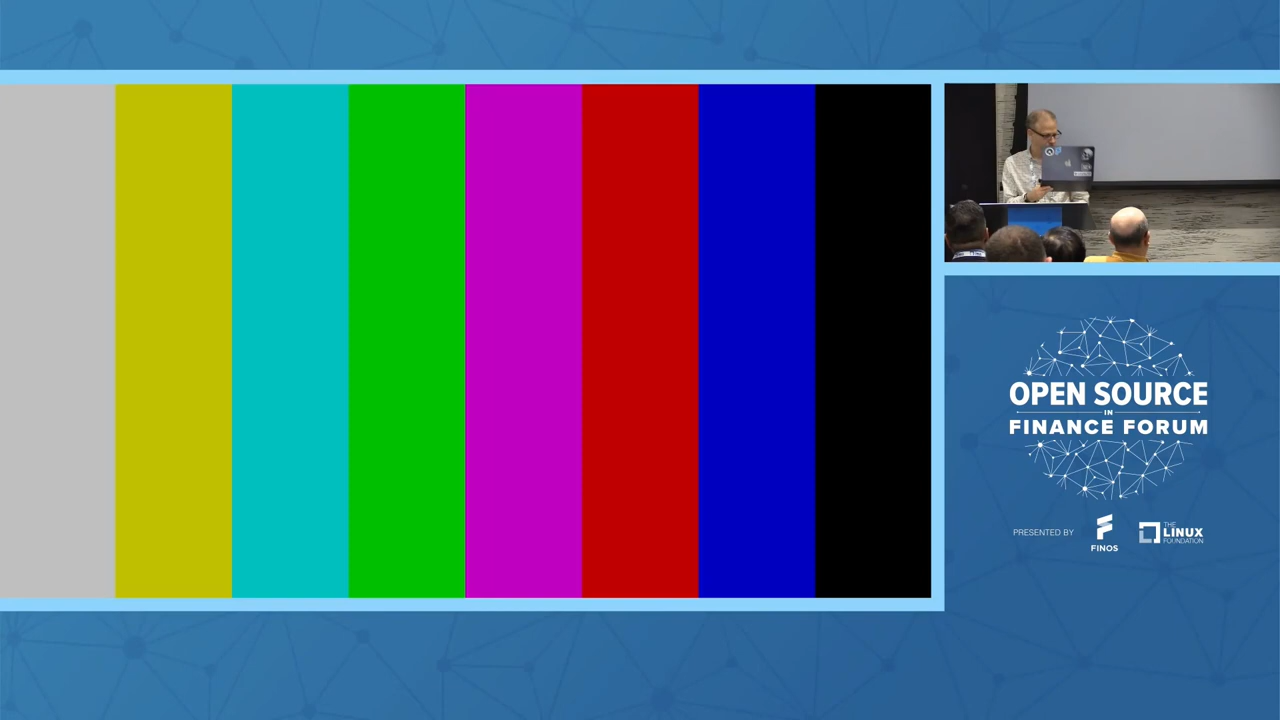 OPEN SOURCE
IN
FINANCE FORUM
PRESENTED BY
FINOS
THE
LINUX
FOUNDATION